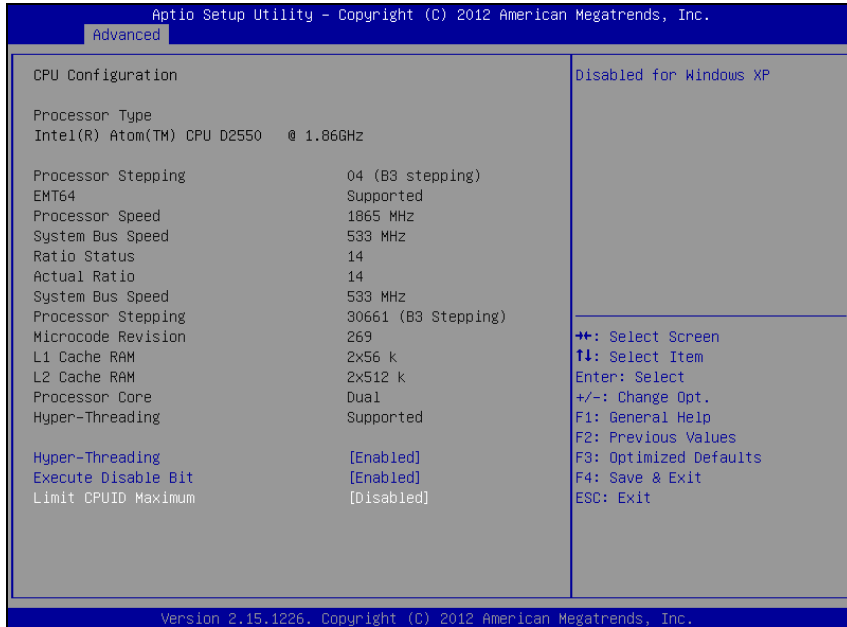 Aptio Setup Utility – Copyright (C) 2012 American Megatrends, Inc.
Advanced
CPU Configuration
Processor Type
Intel(R) Atom(TM) CPU D2550 @ 1.86GHz
Processor Stepping 04 (B3 stepping)
EMT64 Supported
Processor Speed 1865 MHz
System Bus Speed 533 MHz
Ratio Status 14
Actual Ratio 14
System Bus Speed 533 MHz
Processor Stepping 30661 (B3 Stepping)
Microcode Revision 269
L1 Cache RAM 2x56 k
L2 Cache RAM 2x512 k
Processor Core Dual
Hyper-Threading Supported
Hyper-Threading [Enabled]
Execute Disable Bit [Enabled]
Limit CPUID Maximum [Disabled]
Disabled for Windows XP
→←: Select Screen
↑↓: Select Item
Enter: Select
+/-: Change Opt.
F1: General Help
F2: Previous Values
F3: Optimized Defaults
F4: Save & Exit
ESC: Exit
Version 2.15.1226. Copyright (C) 2012 American Megatrends, Inc.